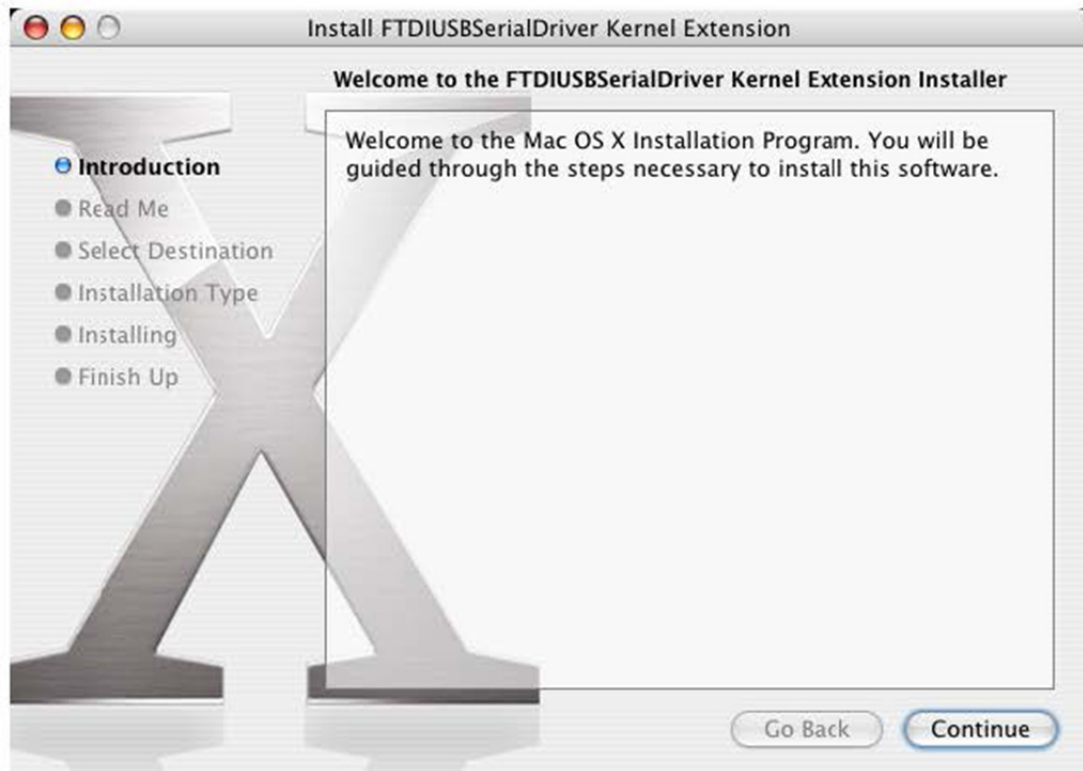 Install FTDIUSBSerialDriver Kernel Extension
Welcome to the FTDIUSBSerialDriver Kernel Extension Installer
Introduction
Read Me
Select Destination
Installation Type
Installing
Finish Up
Welcome to the Mac OS X Installation Program. You will be
guided through the steps necessary to install this software.
Go Back
Continue